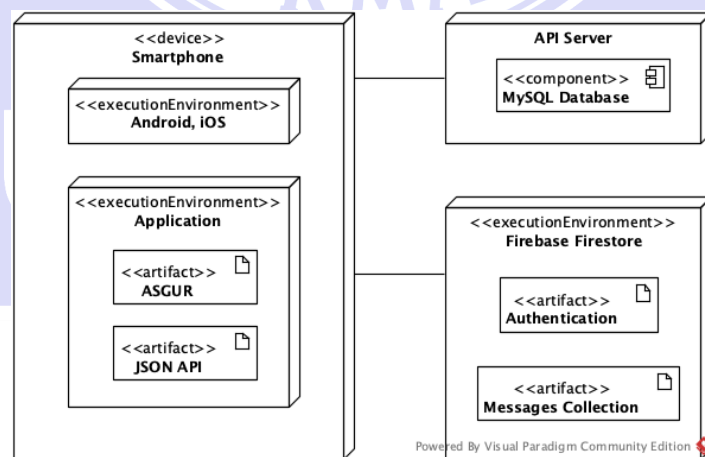 <<device>>
Smartphone
<<executionEnvironment>>
Android, iOS
<<executionEnvironment>>
Application
<<artifact>>
ASGUR
<<artifact>>
JSON API
API Server
<<component>>
MySQL Database
<<executionEnvironment>>
Firebase Firestore
<<artifact>>
Authentication
<<artifact>>
Messages Collection
Powered By Visual Paradigm Community Edition